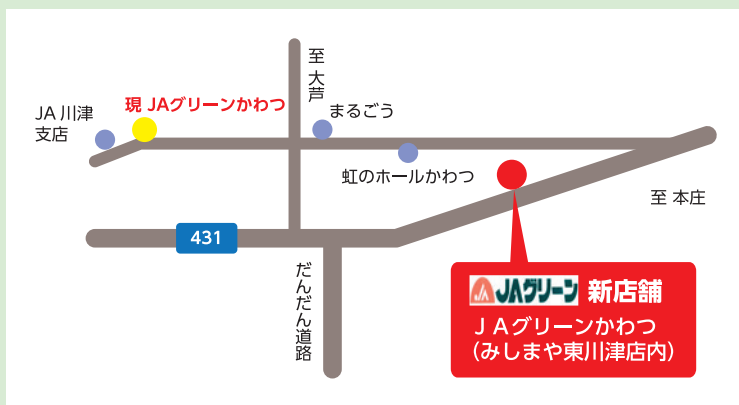 至 大芦
現 JAグリーンかわつ
JA 川津
支店
まるごう
虹のホールかわつ
至 本庄
431
だんだん道路
JAグリーン 新店舗
ＪＡグリーンかわつ
（みしまや東川津店内）